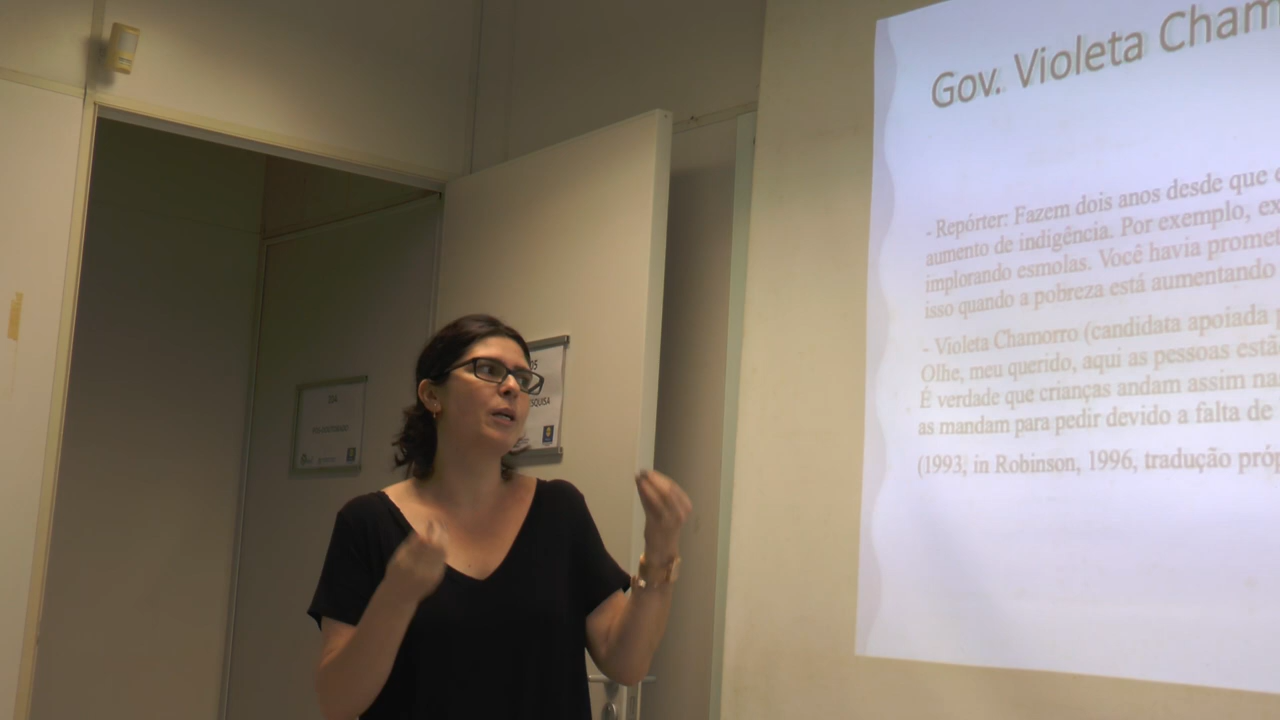 Gov. Violeta Cham
- Repórter: Fazem dois anos desde que
aumento de indigência. Por exemplo, ex
implorando esmolas. Você havia promet
isso quando a pobreza está aumentando
- Violeta Chamorro (candidata apoiada
Olhe, meu querido, aqui as pessoas estã
É verdade que crianças andam assim na
as mandam para pedir devido a falta de
(1993, in Robinson, 1996, tradução próp